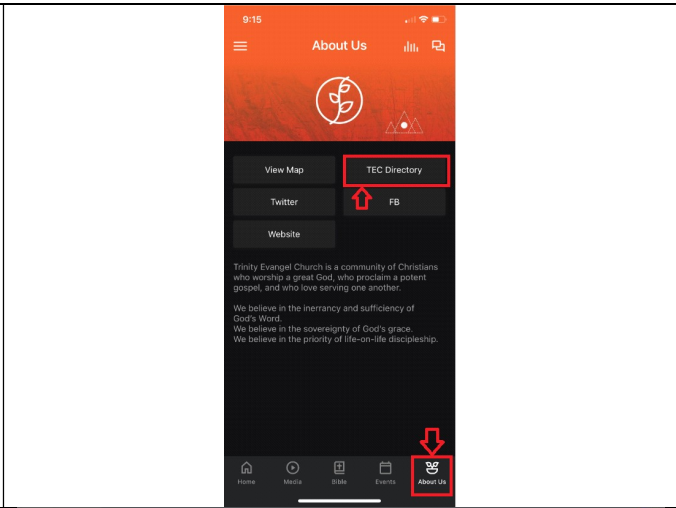 9:15
About Us
View Map
TEC Directory
Twitter
FB
Website
Trinity Evangel Church is a community of Christians
who worship a great God, who proclaim a potent
gospel, and who love serving one another.
We believe in the inerrancy and sufficiency of
God's Word.
We believe in the sovereignty of God's grace.
We believe in the priority of life-on-life discipleship.
Home
Media
Bible
Events
About Us